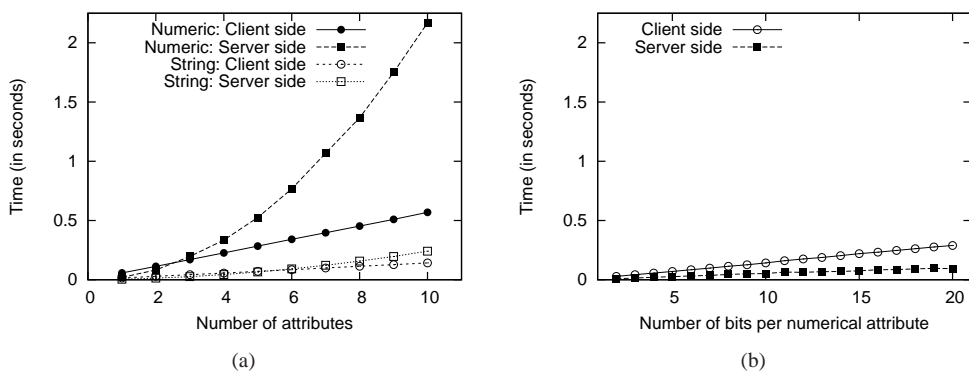 Numeric: Client side
Numeric: Server side
String: Client side
String: Server side
2
1.5
1
0.5
0
Time (in seconds)
0 2 4 6 8 10
Number of attributes
(a)
Client side
Server side
2
1.5
1
0.5
0
Time (in seconds)
5 10 15 20
Number of bits per numerical attribute
(b)